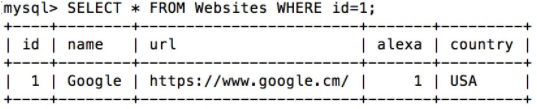 mysql> SELECT * FROM Websites WHERE id=1;
+----+--------+------------------------+-------+---------+
| id | name | url | alexa | country |
+----+--------+------------------------+-------+---------+
| 1 | Google | https://www.google.cm/ | 1 | USA |
+----+--------+------------------------+-------+---------+